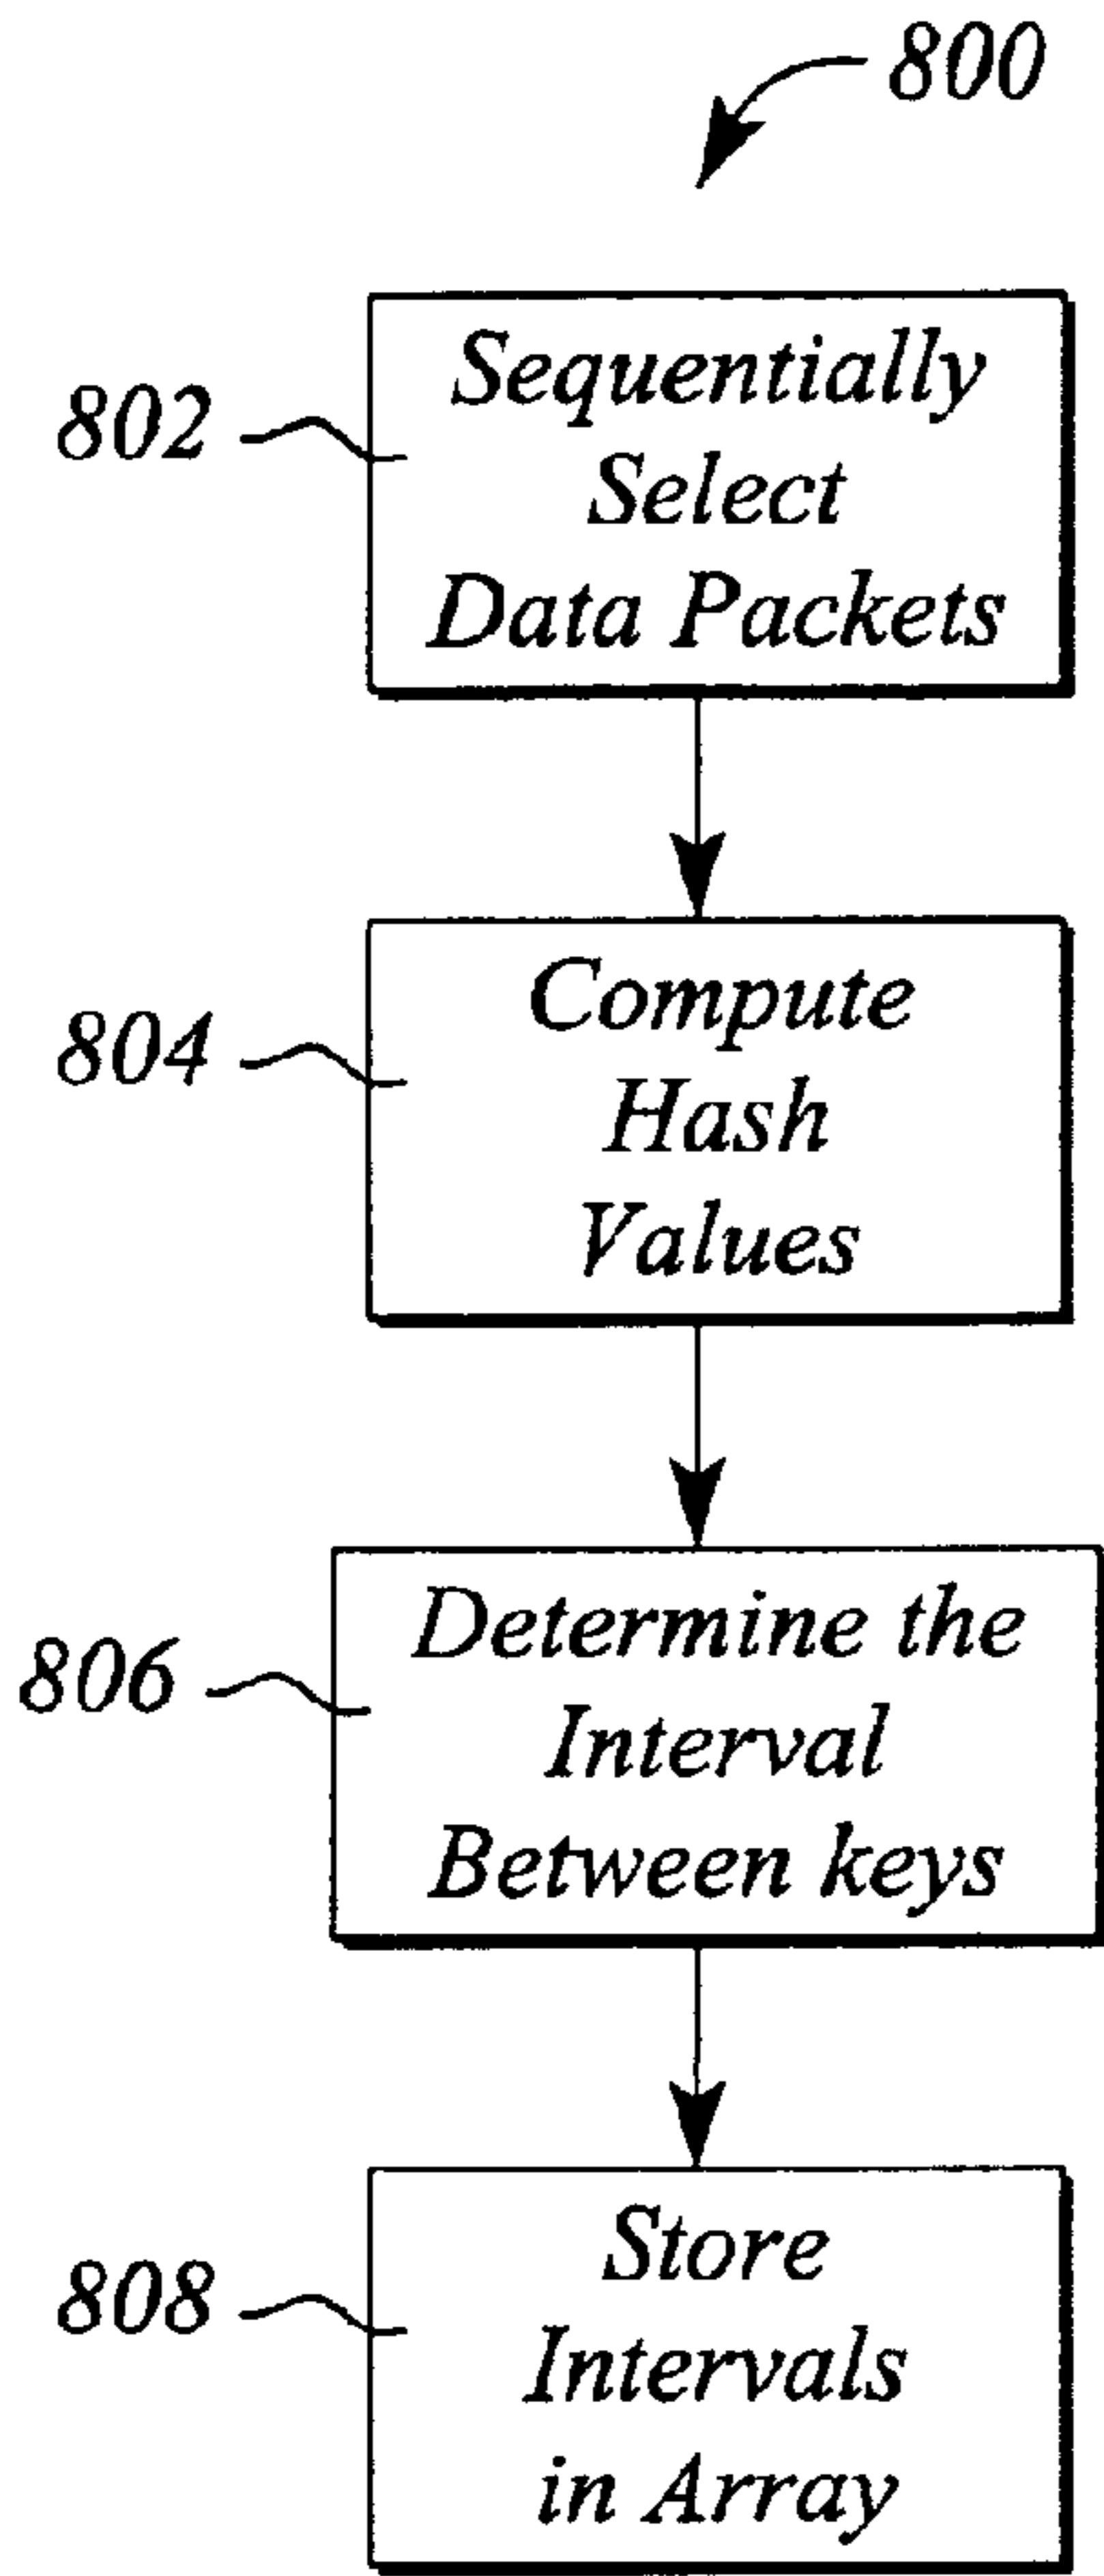 800
802
Sequentially
Select
Data Packets
804
Compute
Hash
Values
806
Determine the
Interval
Between keys
808
Store
Intervals
in Array